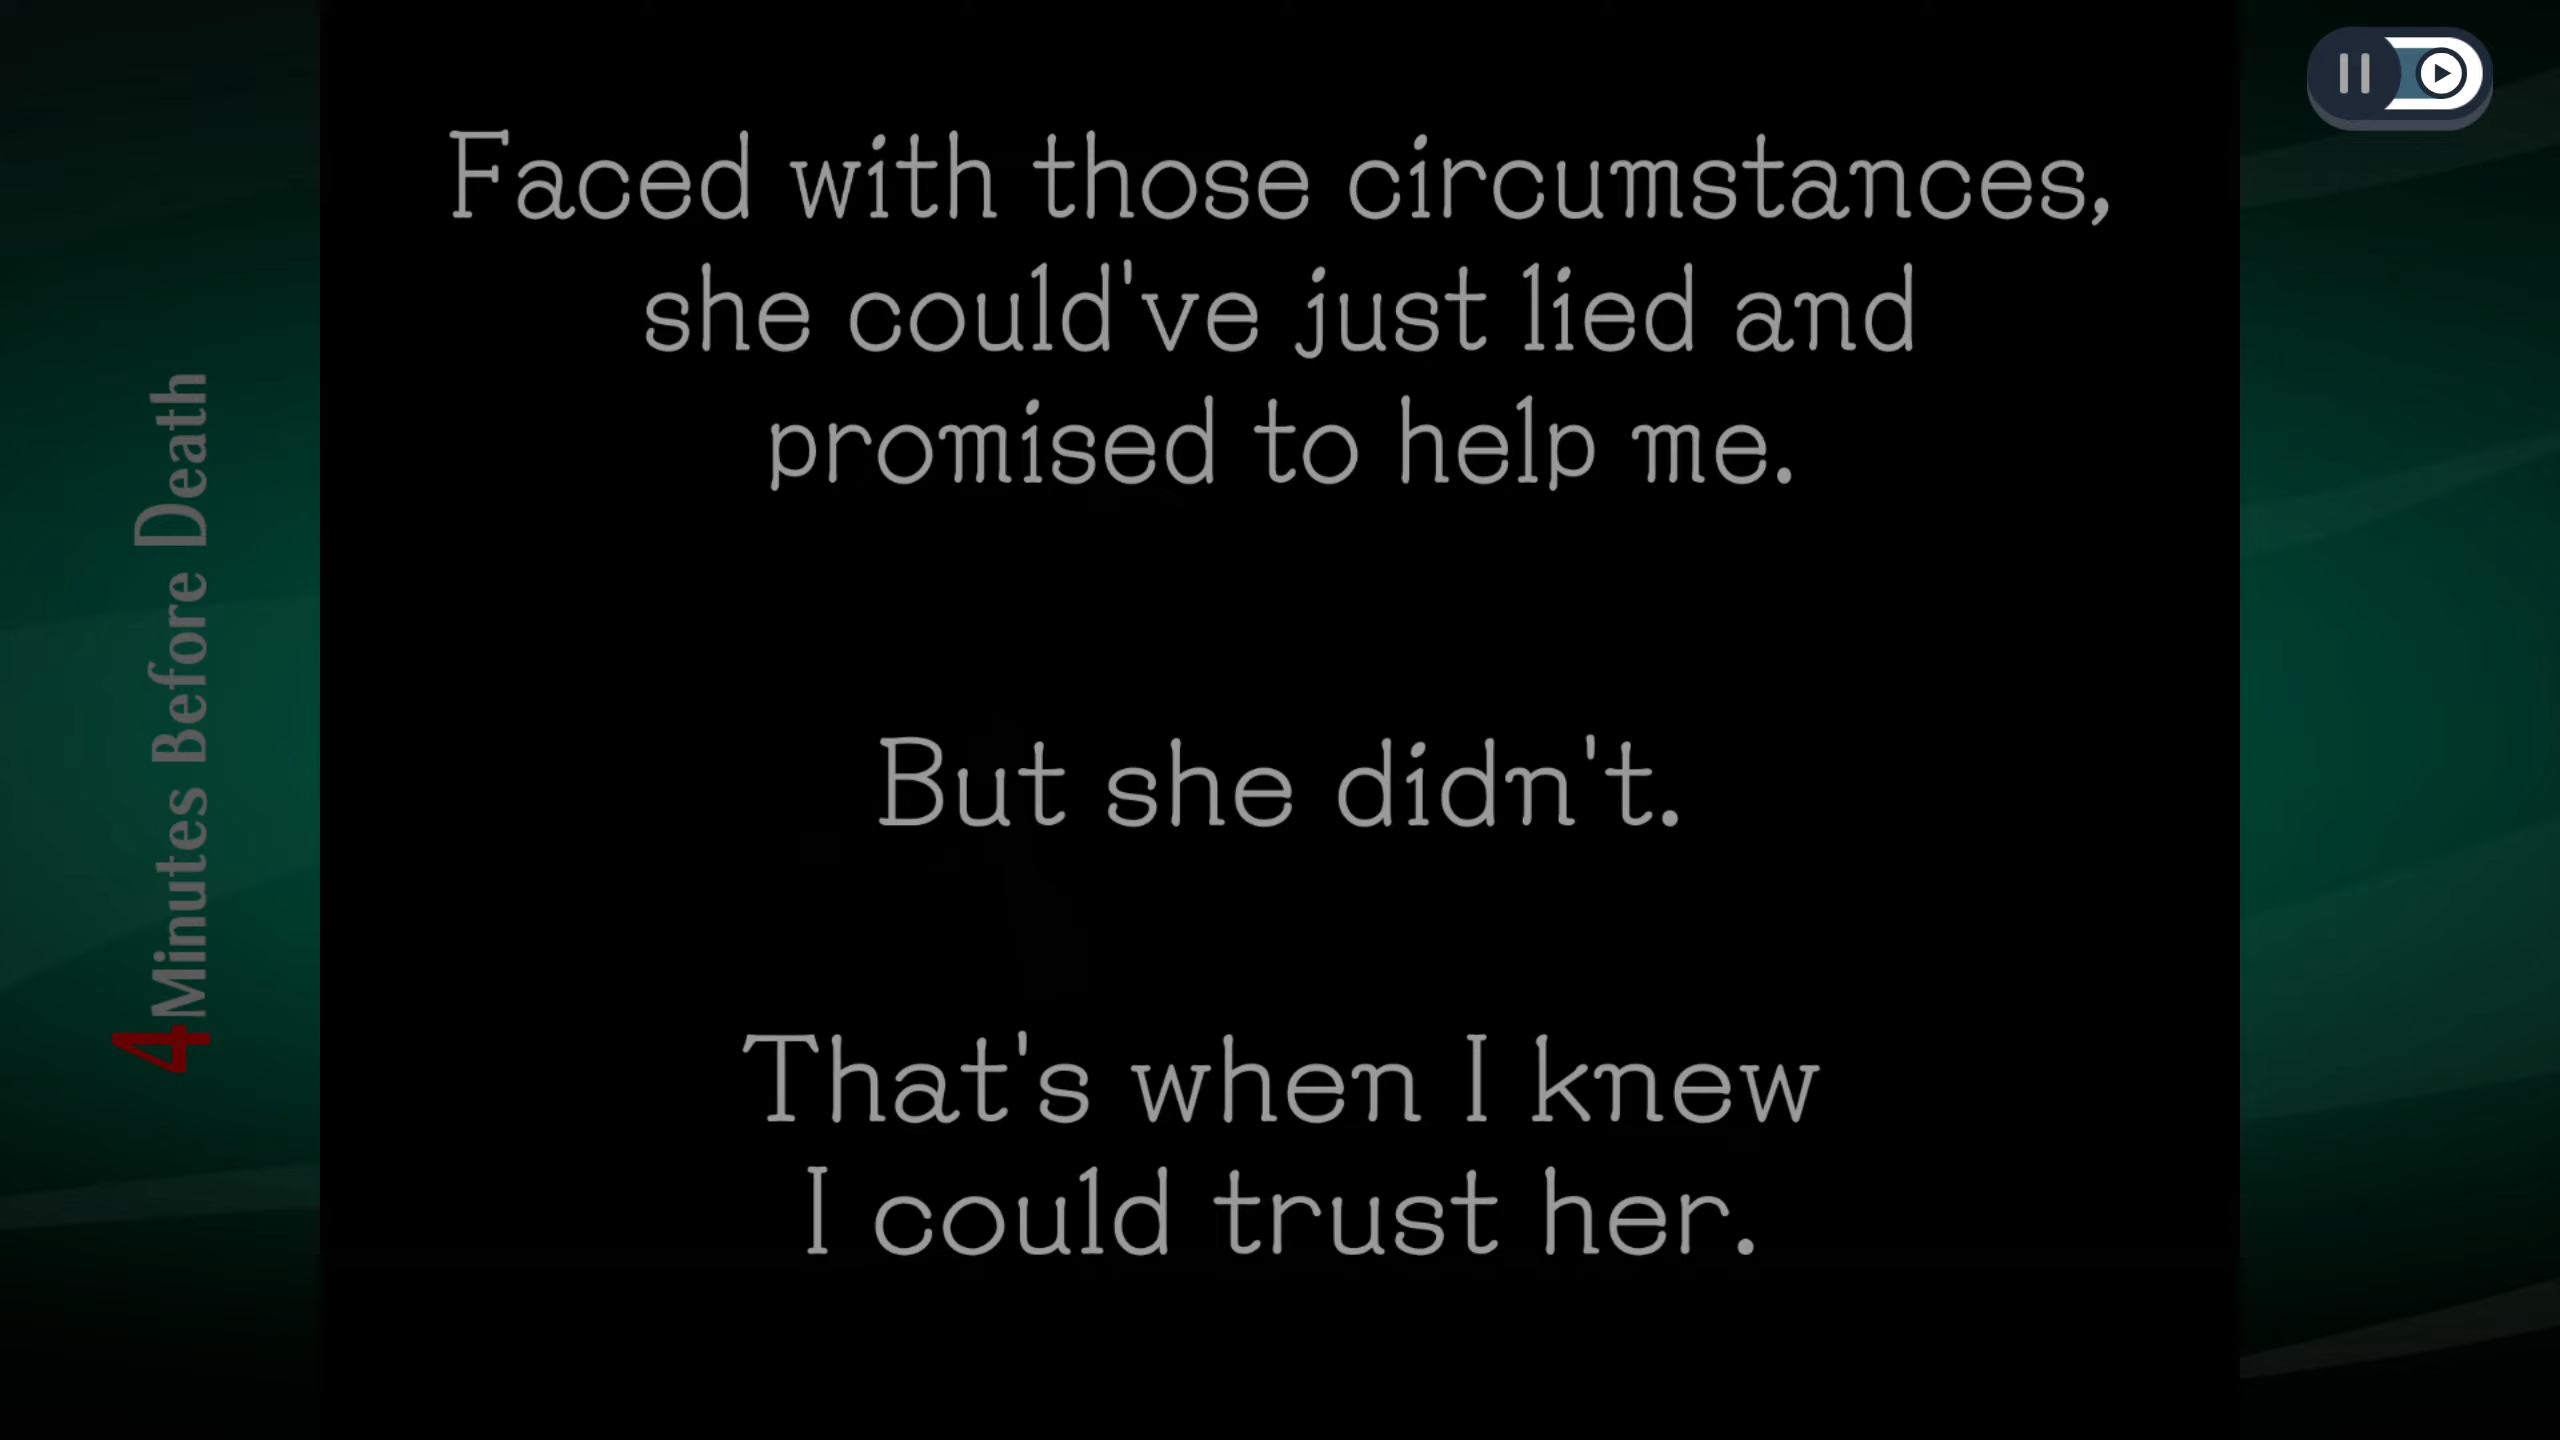 4 Minutes Before Death
Faced with those circumstances,
she could've just lied and
promised to help me.
But she didn't.
That's when I knew
I could trust her.